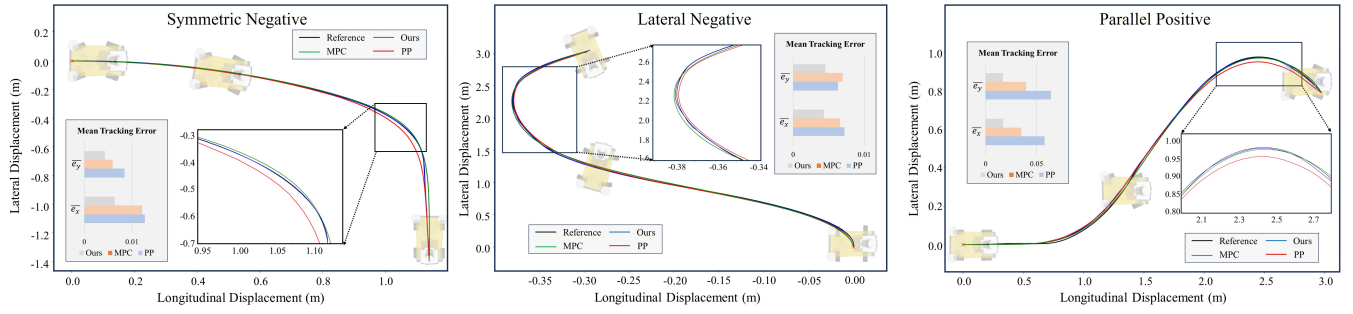 Symmetric Negative
Reference Ours
MPC PP
Lateral Displacement (m)
0.2
0.0
-0.2
-0.4
-0.6
-0.8
-1.0
-1.2
-1.4
Mean Tracking Error
e_y
e_x
0 0.01
Ours MPC PP
-0.3
-0.4
-0.5
-0.6
-0.7
0.95 1.00 1.05 1.10
0.0 0.2 0.4 0.6 0.8 1.0
Longitudinal Displacement (m)
Lateral Negative
Lateral Displacement (m)
3.0
2.5
2.0
1.5
1.0
0.5
0.0
2.6
2.4
2.2
2.0
1.8
1.6
-0.38 -0.36 -0.34
Mean Tracking Error
e_y
e_x
0 0.01
Ours MPC PP
Reference Ours
MPC PP
-0.35 -0.30 -0.25 -0.20 -0.15 -0.10 -0.05 0.00
Longitudinal Displacement (m)
Parallel Positive
Lateral Displacement (m)
1.0
0.8
0.6
0.4
0.2
0.0
Mean Tracking Error
e_y
e_x
0 0.05
Ours MPC PP
1.00
0.95
0.90
0.85
0.80
2.1 2.3 2.5 2.7
Reference Ours
MPC PP
0.0 0.5 1.0 1.5 2.0 2.5 3.0
Longitudinal Displacement (m)